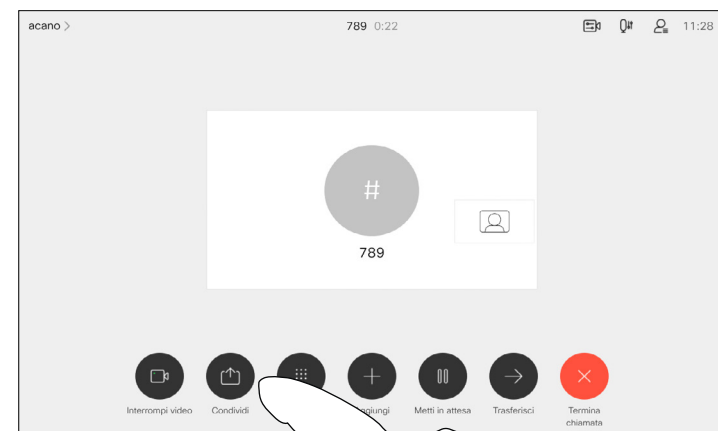 acano >
789 0:22
11:28
#
789
Interrompi video
Condividi
Metti in attesa
Trasferisci
Termina
chiamata